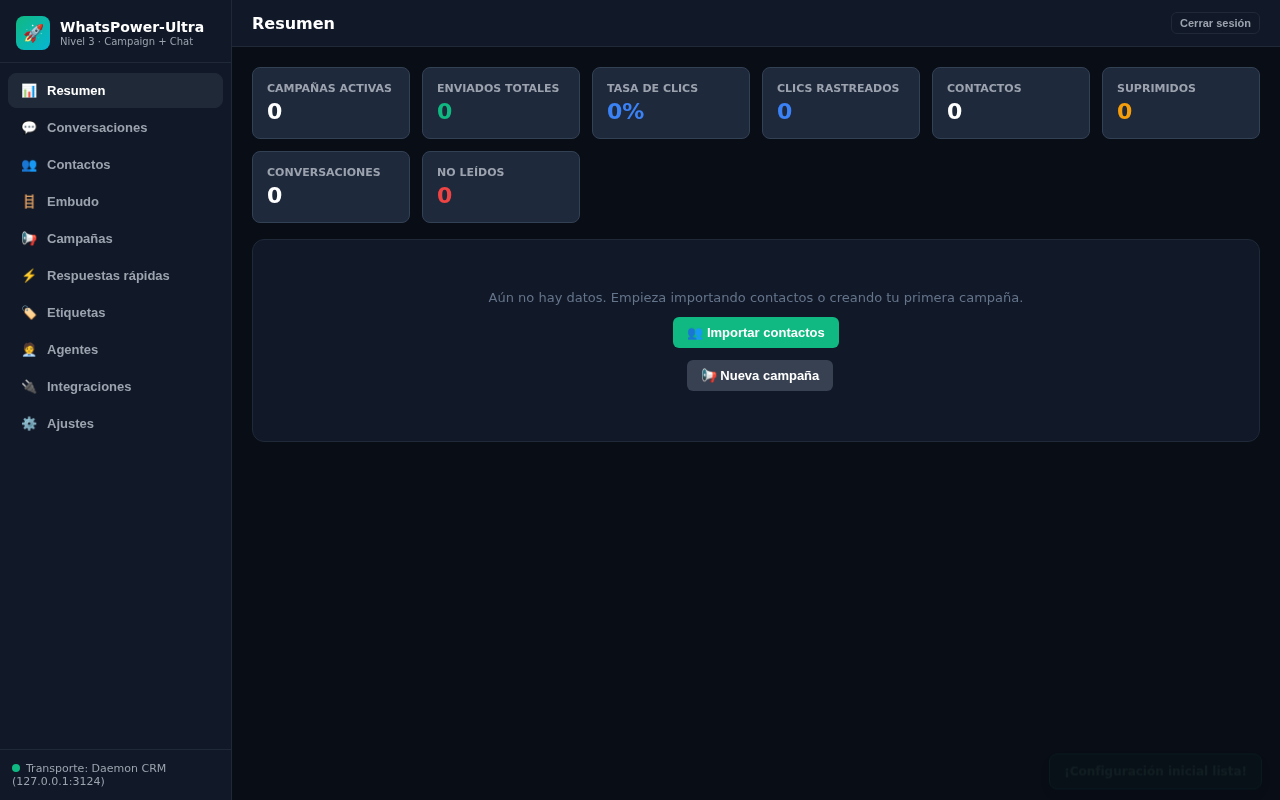 WhatsPower-Ultra
Nivel 3 · Campaign + Chat
Resumen
Conversaciones
Contactos
Embudo
Campañas
Respuestas rápidas
Etiquetas
Agentes
Integraciones
Ajustes
Transporte: Daemon CRM
(127.0.0.1:3124)
Resumen
Cerrar sesión
CAMPAÑAS ACTIVAS
0
ENVIADOS TOTALES
0
TASA DE CLICS
0%
CLICS RASTREADOS
0
CONTACTOS
0
SUPRIMIDOS
0
CONVERSACIONES
0
NO LEÍDOS
0
Aún no hay datos. Empieza importando contactos o creando tu primera campaña.
Importar contactos
Nueva campaña
¡Configuración inicial lista!